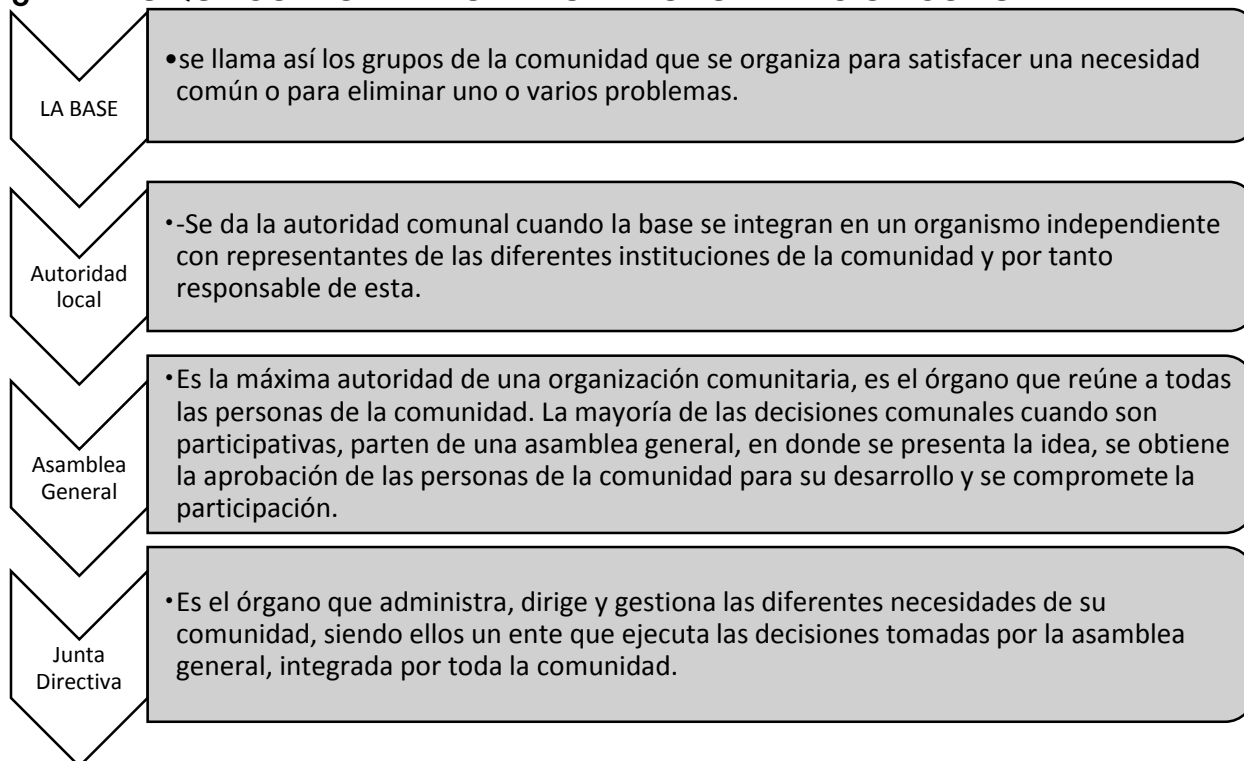 LA BASE
•se llama así los grupos de la comunidad que se organiza para satisfacer una necesidad
común o para eliminar uno o varios problemas.
Autoridad
local
•-Se da la autoridad comunal cuando la base se integran en un organismo independiente
con representantes de las diferentes instituciones de la comunidad y por tanto
responsable de esta.
Asamblea
General
•Es la máxima autoridad de una organización comunitaria, es el órgano que reúne a todas
las personas de la comunidad. La mayoría de las decisiones comunales cuando son
participativas, parten de una asamblea general, en donde se presenta la idea, se obtiene
la aprobación de las personas de la comunidad para su desarrollo y se compromete la
participación.
Junta
Directiva
•Es el órgano que administra, dirige y gestiona las diferentes necesidades de su
comunidad, siendo ellos un ente que ejecuta las decisiones tomadas por la asamblea
general, integrada por toda la comunidad.